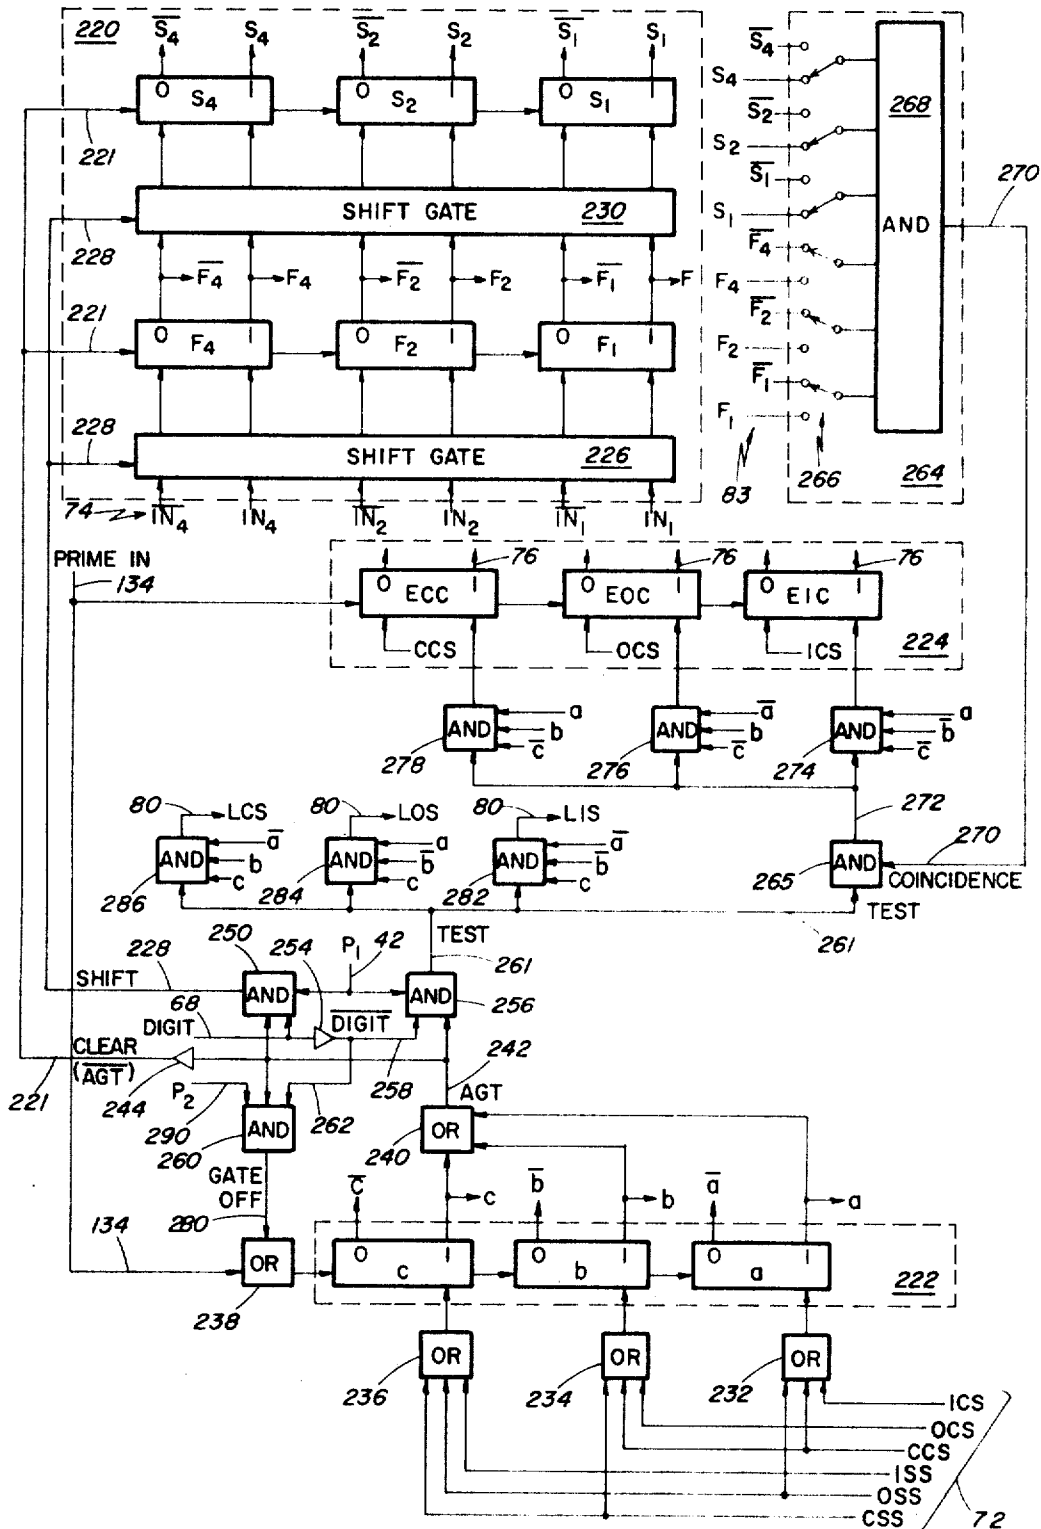 220 S̅4̅ S4 S̅2̅ S2 S̅1̅ S1
0 S4 1 0 S2 1 0 S1 1
221
SHIFT GATE 230
228
F̅4̅ F4 F̅2̅ F2 F̅1̅ F
221
0 F4 1 0 F2 1 0 F1 1
228
SHIFT GATE 226
74 I̅N̅4̅ IN4 I̅N̅2̅ IN2 I̅N̅1̅ IN1
S̅4̅
S4
S̅2̅
S2
S̅1̅
S1
F̅4̅
F4
F̅2̅
F2
F̅1̅
F1
268
AND
270
83 266 264
PRIME IN
134
76 76 76
0 ECC 1 0 EOC 1 0 EIC 1
CCS OCS ICS 224
AND a b c̅ 278
AND a̅ b c̅ 276
AND a b̅ c̅ 274
272
80 LCS 80 LOS 80 LIS
AND a̅ b c 286
AND a b̅ c 284
AND a̅ b̅ c 282
AND 265
270
COINCIDENCE
TEST
261
TEST
261
250 254 P1 42
228
SHIFT
AND AND 256
68
DIGIT D̅I̅G̅I̅T̅
CLEAR
(A̅G̅T̅)
221 244
P2
290 262 258
242
AGT
AND
260
OR
240
GATE
OFF
280
134
OR
238
c̅ c b̅ b a̅ a
0 1 0 1 0 1
c b a
222
OR OR OR
236 234 232
ICS
OCS
CCS
ISS
OSS
CSS
72